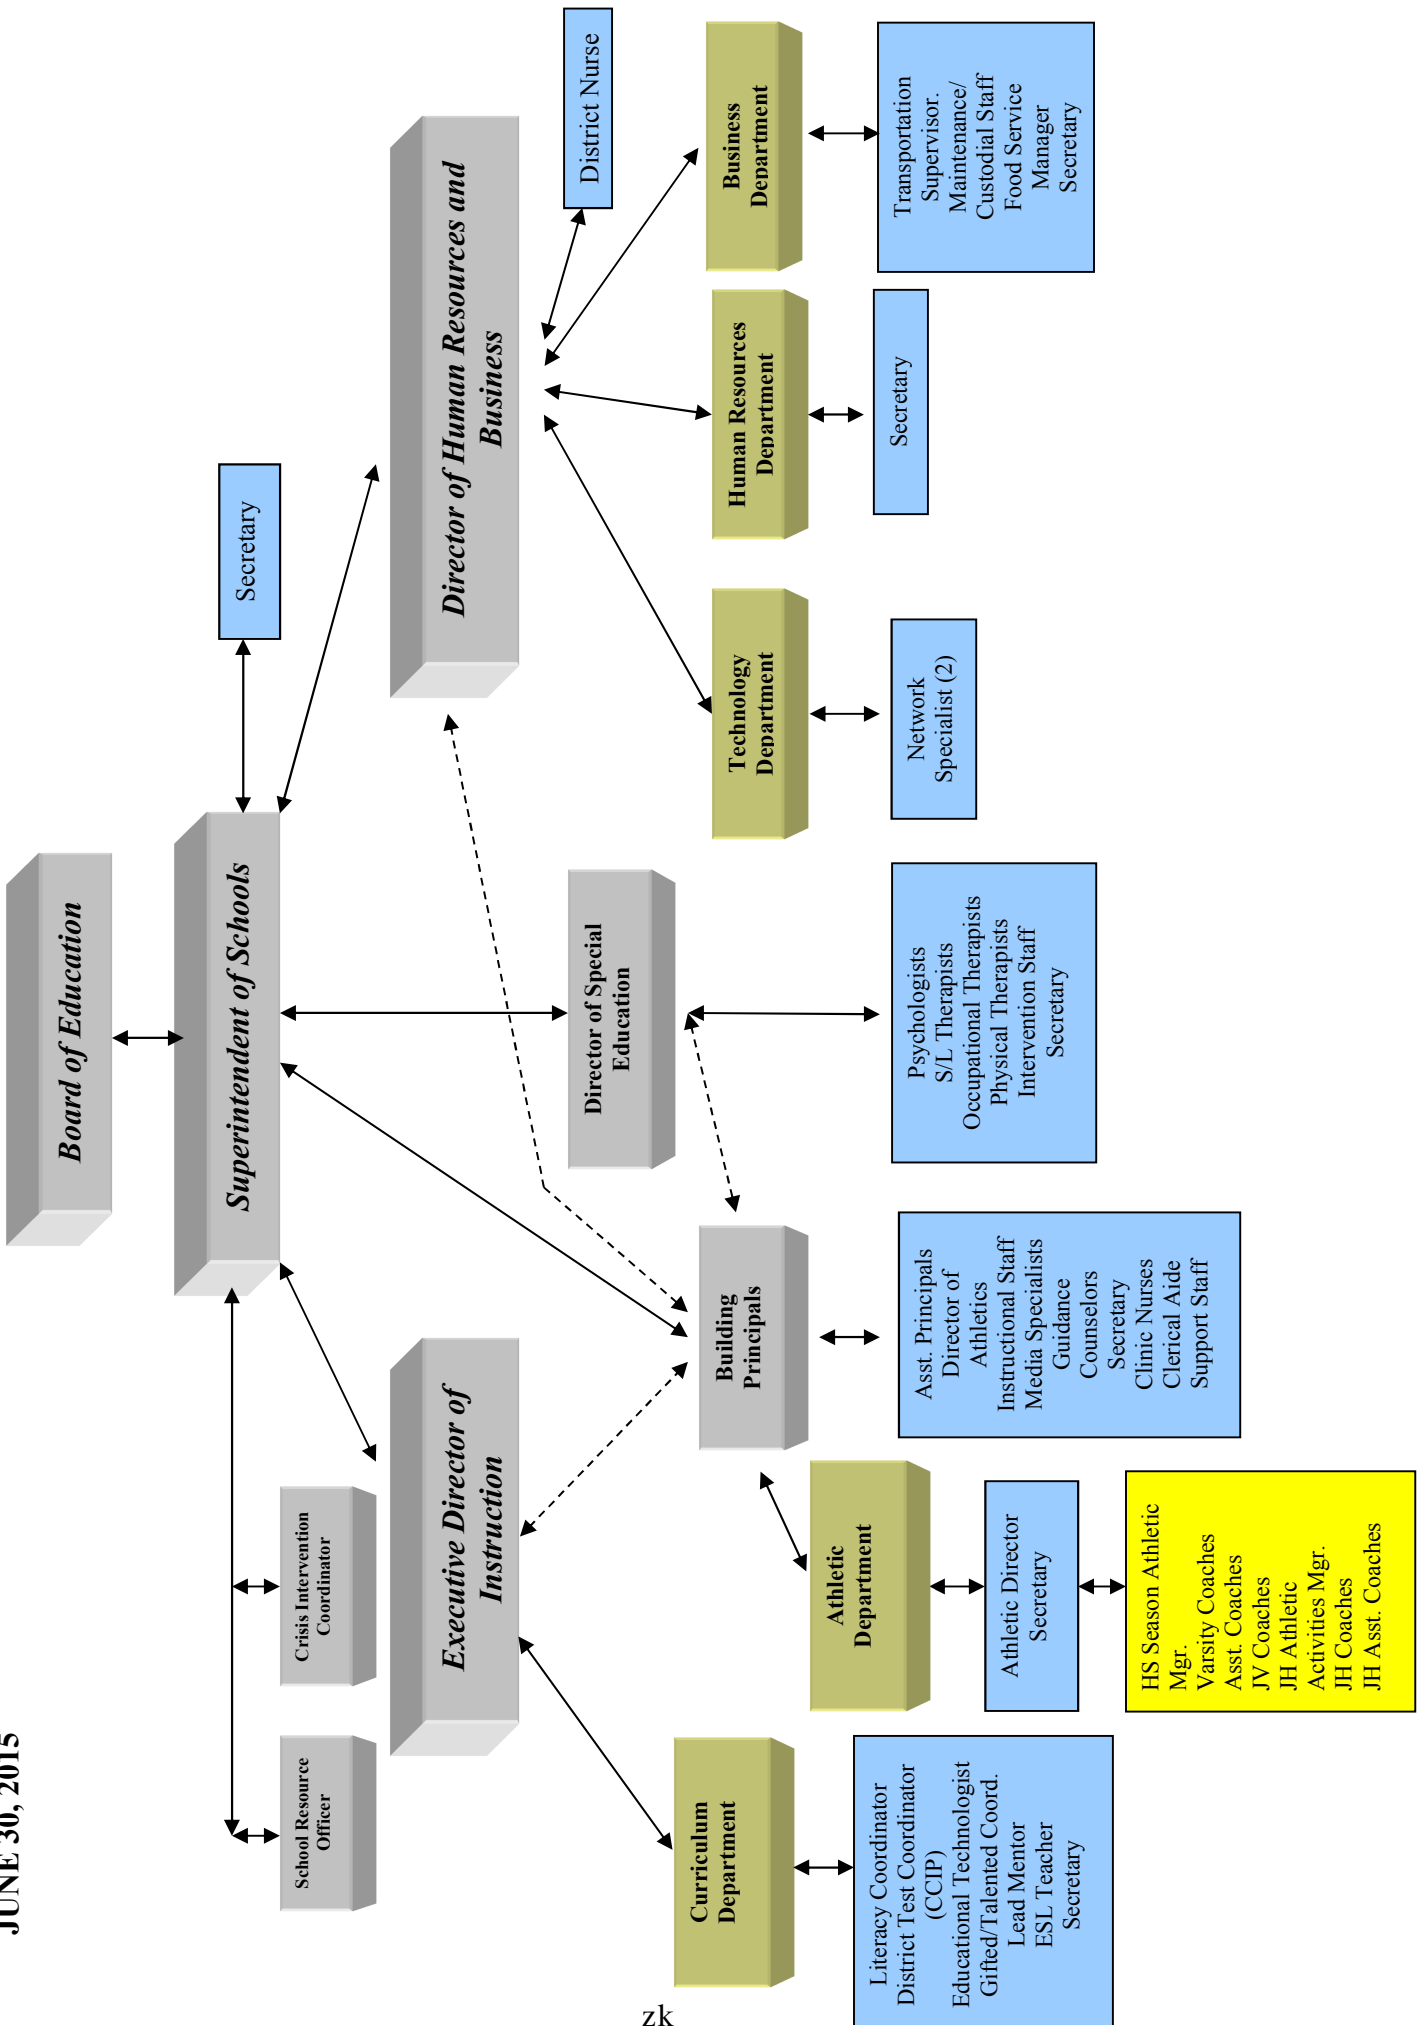 JUNE 30, 2015
Board of Education
Superintendent of Schools
Secretary
School Resource
Officer
Crisis Intervention
Coordinator
Executive Director of
Instruction
Director of Human Resources and
Business
District Nurse
Director of Special
Education
Curriculum
Department
Building
Principals
Technology
Department
Human Resources
Department
Business
Department
Athletic
Department
Literacy Coordinator
District Test Coordinator
(CCIP)
Educational Technologist
Gifted/Talented Coord.
Lead Mentor
ESL Teacher
Secretary
Athletic Director
Secretary
HS Season Athletic
Mgr.
Varsity Coaches
Asst. Coaches
JV Coaches
JH Athletic
Activities Mgr.
JH Coaches
JH Asst. Coaches
Asst. Principals
Director of
Athletics
Instructional Staff
Media Specialists
Guidance
Counselors
Secretary
Clinic Nurses
Clerical Aide
Support Staff
Psychologists
S/L Therapists
Occupational Therapists
Physical Therapists
Intervention Staff
Secretary
Network
Specialist (2)
Secretary
Transportation
Supervisor.
Maintenance/
Custodial Staff
Food Service
Manager
Secretary
zk